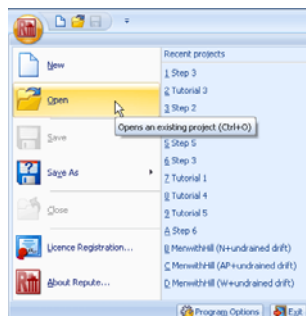 New
Open
Save
Save As
Close
Licence Registration...
About Repute...
Recent projects
1 Step 3
2 Tutorial 3
3 Step 2
Opens an existing project (Ctrl+O)
5 Step 5
6 Step 3
7 Tutorial 1
8 Tutorial 4
9 Tutorial 5
A Step 6
B MenwithHill (N+undrained drift)
C MenwithHill (AP+undrained drift)
D MenwithHill (W+undrained drift)
Program Options
Exit